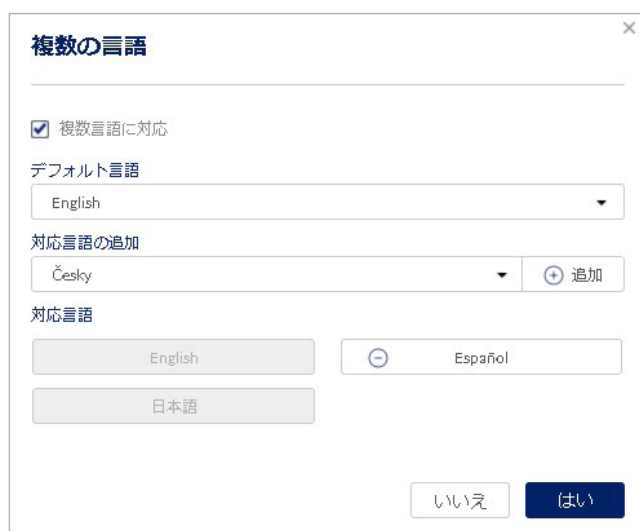 複数の言語
複数言語に対応
デフォルト言語
English
対応言語の追加
Česky
追加
対応言語
English
Español
日本語
いいえ
はい